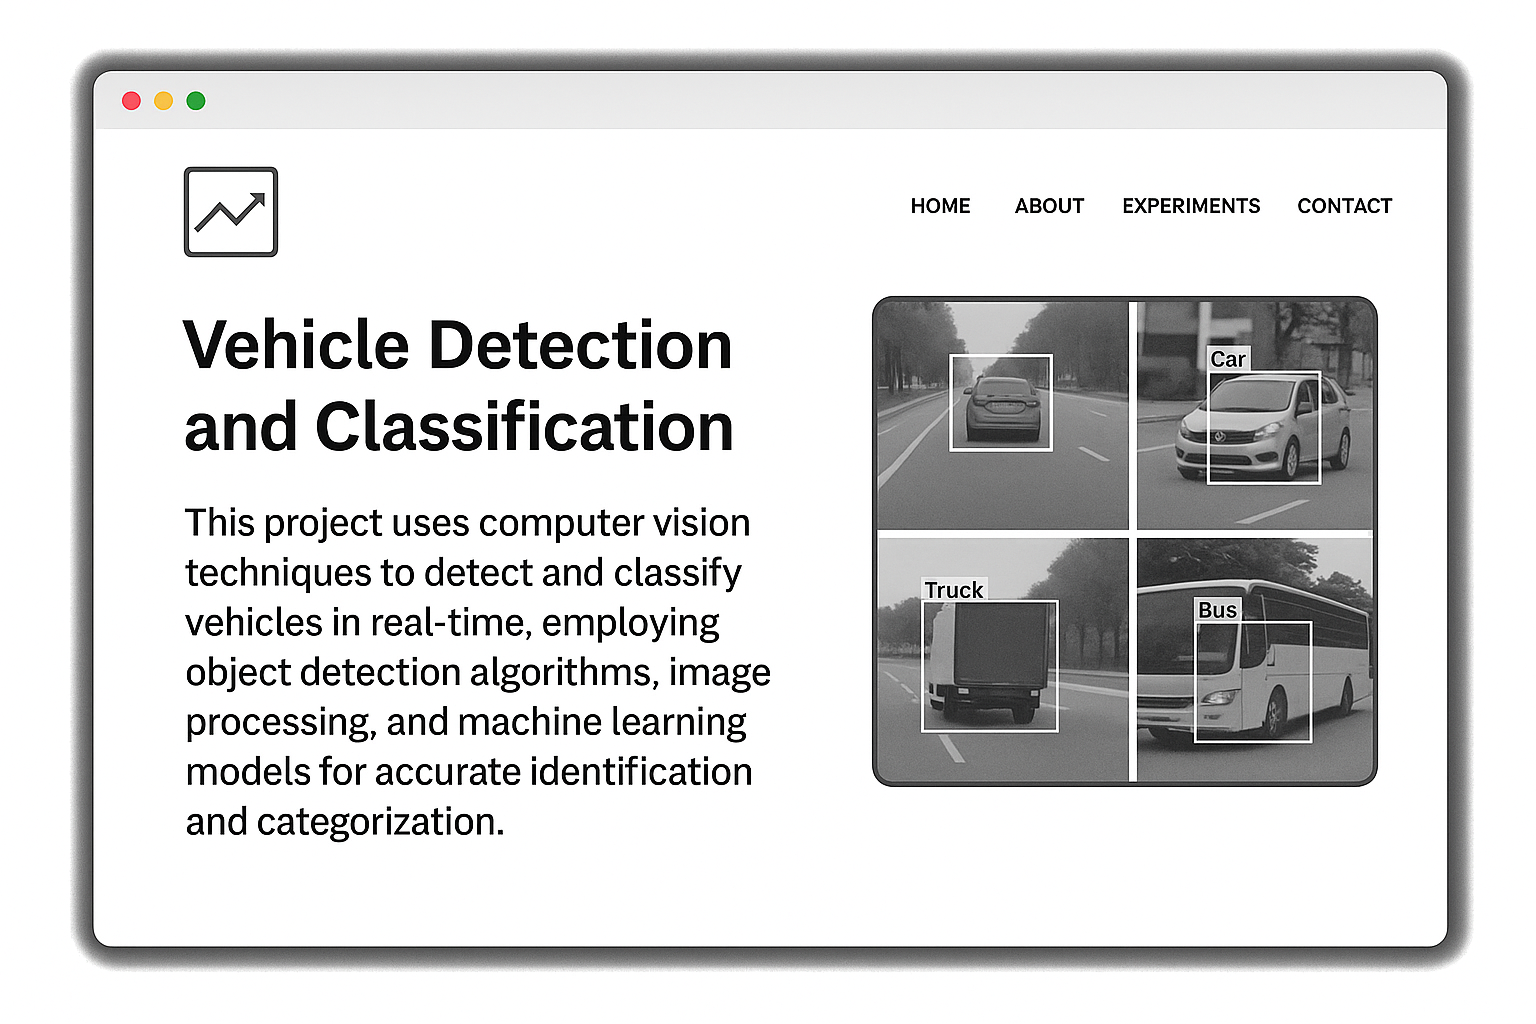 HOME ABOUT EXPERIMENTS CONTACT
Vehicle Detection
and Classification
This project uses computer vision
techniques to detect and classify
vehicles in real-time, employing
object detection algorithms, image
processing, and machine learning
models for accurate identification
and categorization.
Car
Truck
Bus